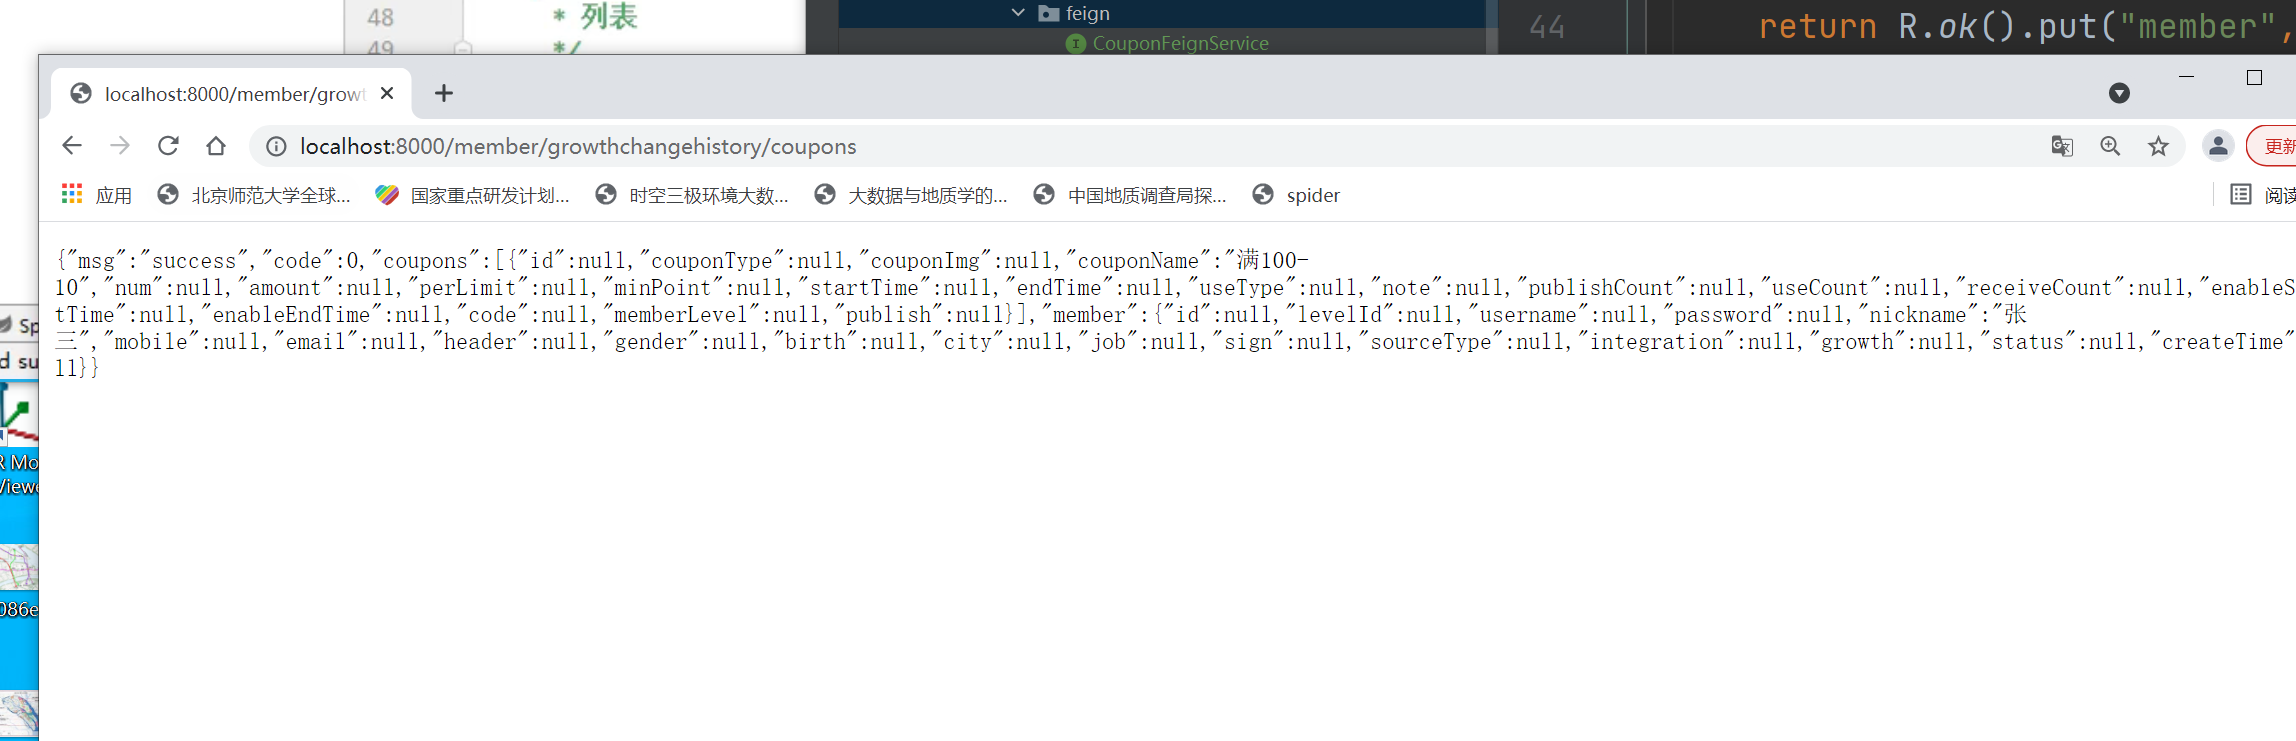 48
* 列表
feign
44
return R.ok().put("member",
49
*/
CouponFeignService
localhost:8000/member/growt
localhost:8000/member/growthchangehistory/coupons
更新
应用
北京师范大学全球...
国家重点研发计划...
时空三极环境大数...
大数据与地质学的...
中国地质调查局探...
spider
阅读
{"msg":"success","code":0,"coupons":[{"id":null,"couponType":null,"couponImg":null,"couponName":"满100-
10","num":null,"amount":null,"perLimit":null,"minPoint":null,"startTime":null,"endTime":null,"useType":null,"note":null,"publishCount":null,"useCount":null,"receiveCount":null,"enableS
tTime":null,"enableEndTime":null,"code":null,"memberLevel":null,"publish":null}],"member":{"id":null,"levelId":null,"username":null,"password":null,"nickname":"张
三","mobile":null,"email":null,"header":null,"gender":null,"birth":null,"city":null,"job":null,"sign":null,"sourceType":null,"integration":null,"growth":null,"status":null,"createTime"
ll}}
Sp
d su
R Mo
Viewe
086e